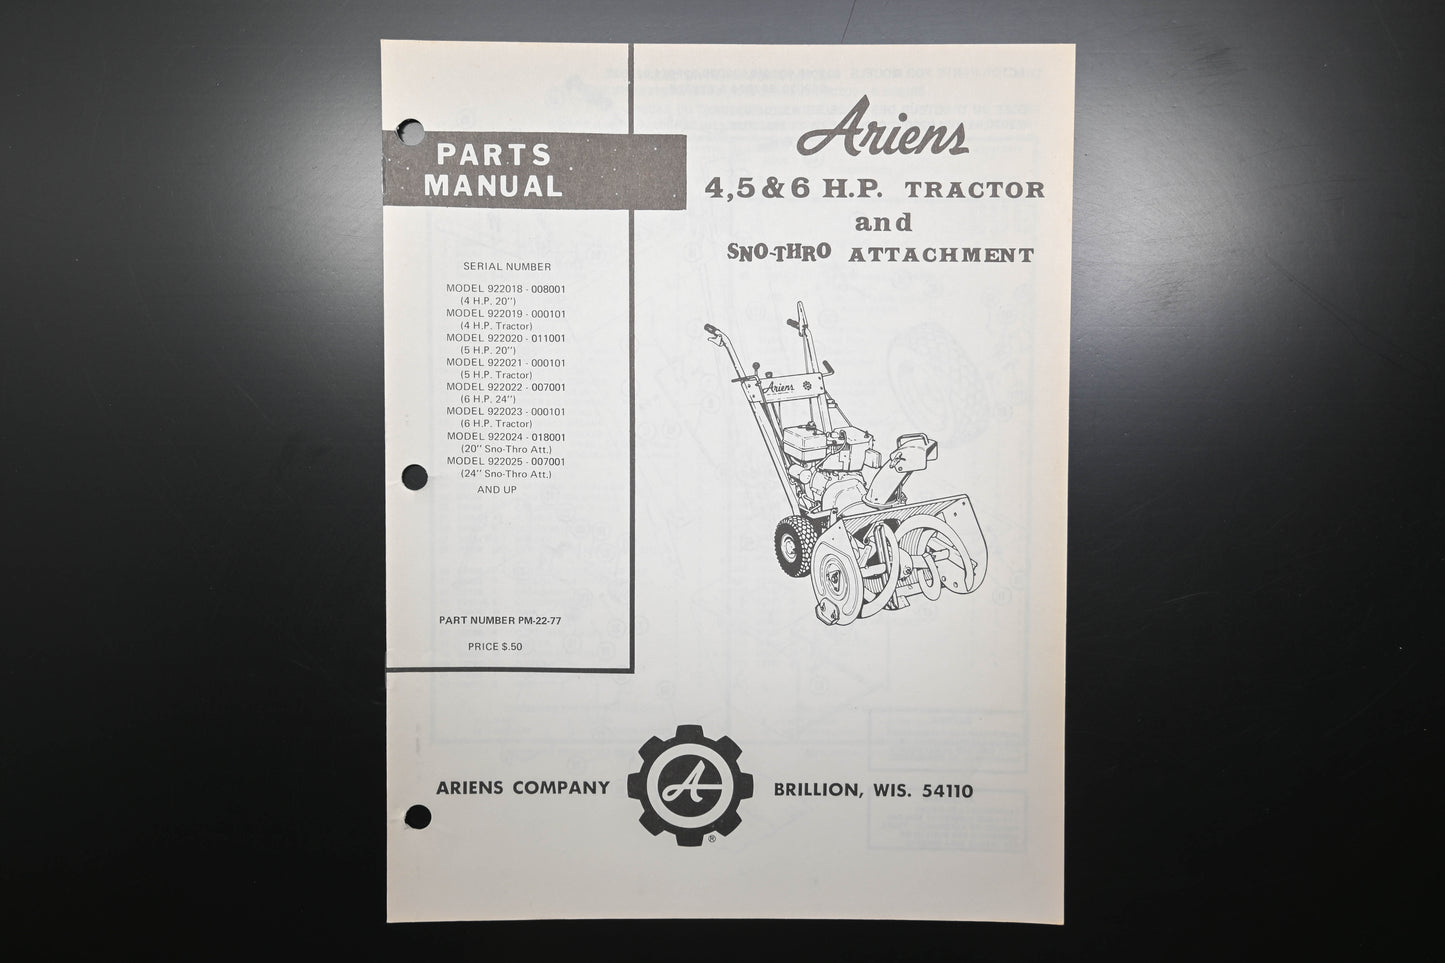 PARTS
MANUAL
SERIAL NUMBER
MODEL 922018 - 008001
(4 H.P. 20'')
MODEL 922019 - 000101
(4 H.P. Tractor)
MODEL 922020 - 011001
(5 H.P. 20'')
MODEL 922021 - 000101
(5 H.P. Tractor)
MODEL 922022 - 007001
(6 H.P. 24'')
MODEL 922023 - 000101
(6 H.P. Tractor)
MODEL 922024 - 018001
(20'' Sno-Thro Att.)
MODEL 922025 - 007001
(24'' Sno-Thro Att.)
AND UP
PART NUMBER PM-22-77
PRICE $.50
Ariens
4,5 & 6 H.P. TRACTOR
and
SNO-THRO ATTACHMENT
Ariens
ARIENS COMPANY
A
®
BRILLION, WIS. 54110